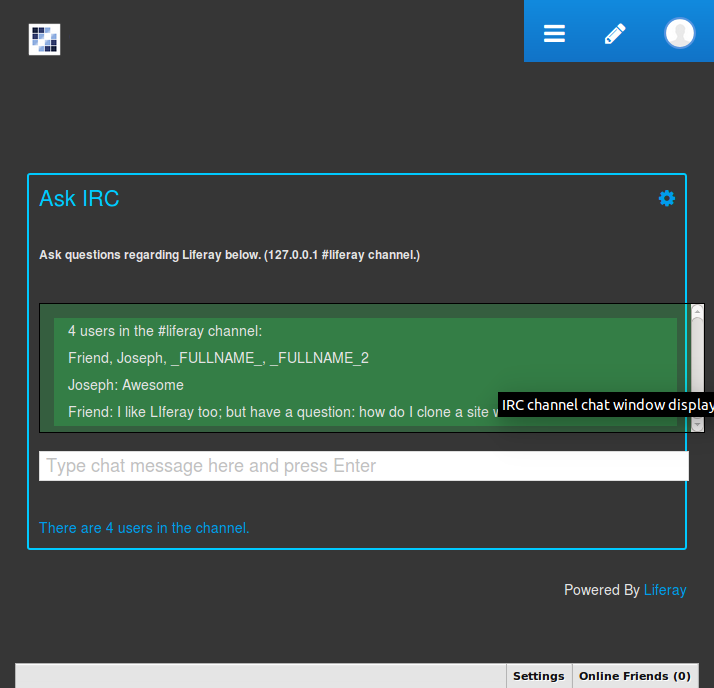 Ask IRC
Ask questions regarding Liferay below. (127.0.0.1 #liferay channel.)
4 users in the #liferay channel:
Friend, Joseph, _FULLNAME_, _FULLNAME_2
Joseph: Awesome
Friend: I like LIferay too; but have a question: how do I clone a site
IRC channel chat window display
Type chat message here and press Enter
There are 4 users in the channel.
Powered By Liferay
Settings Online Friends (0)